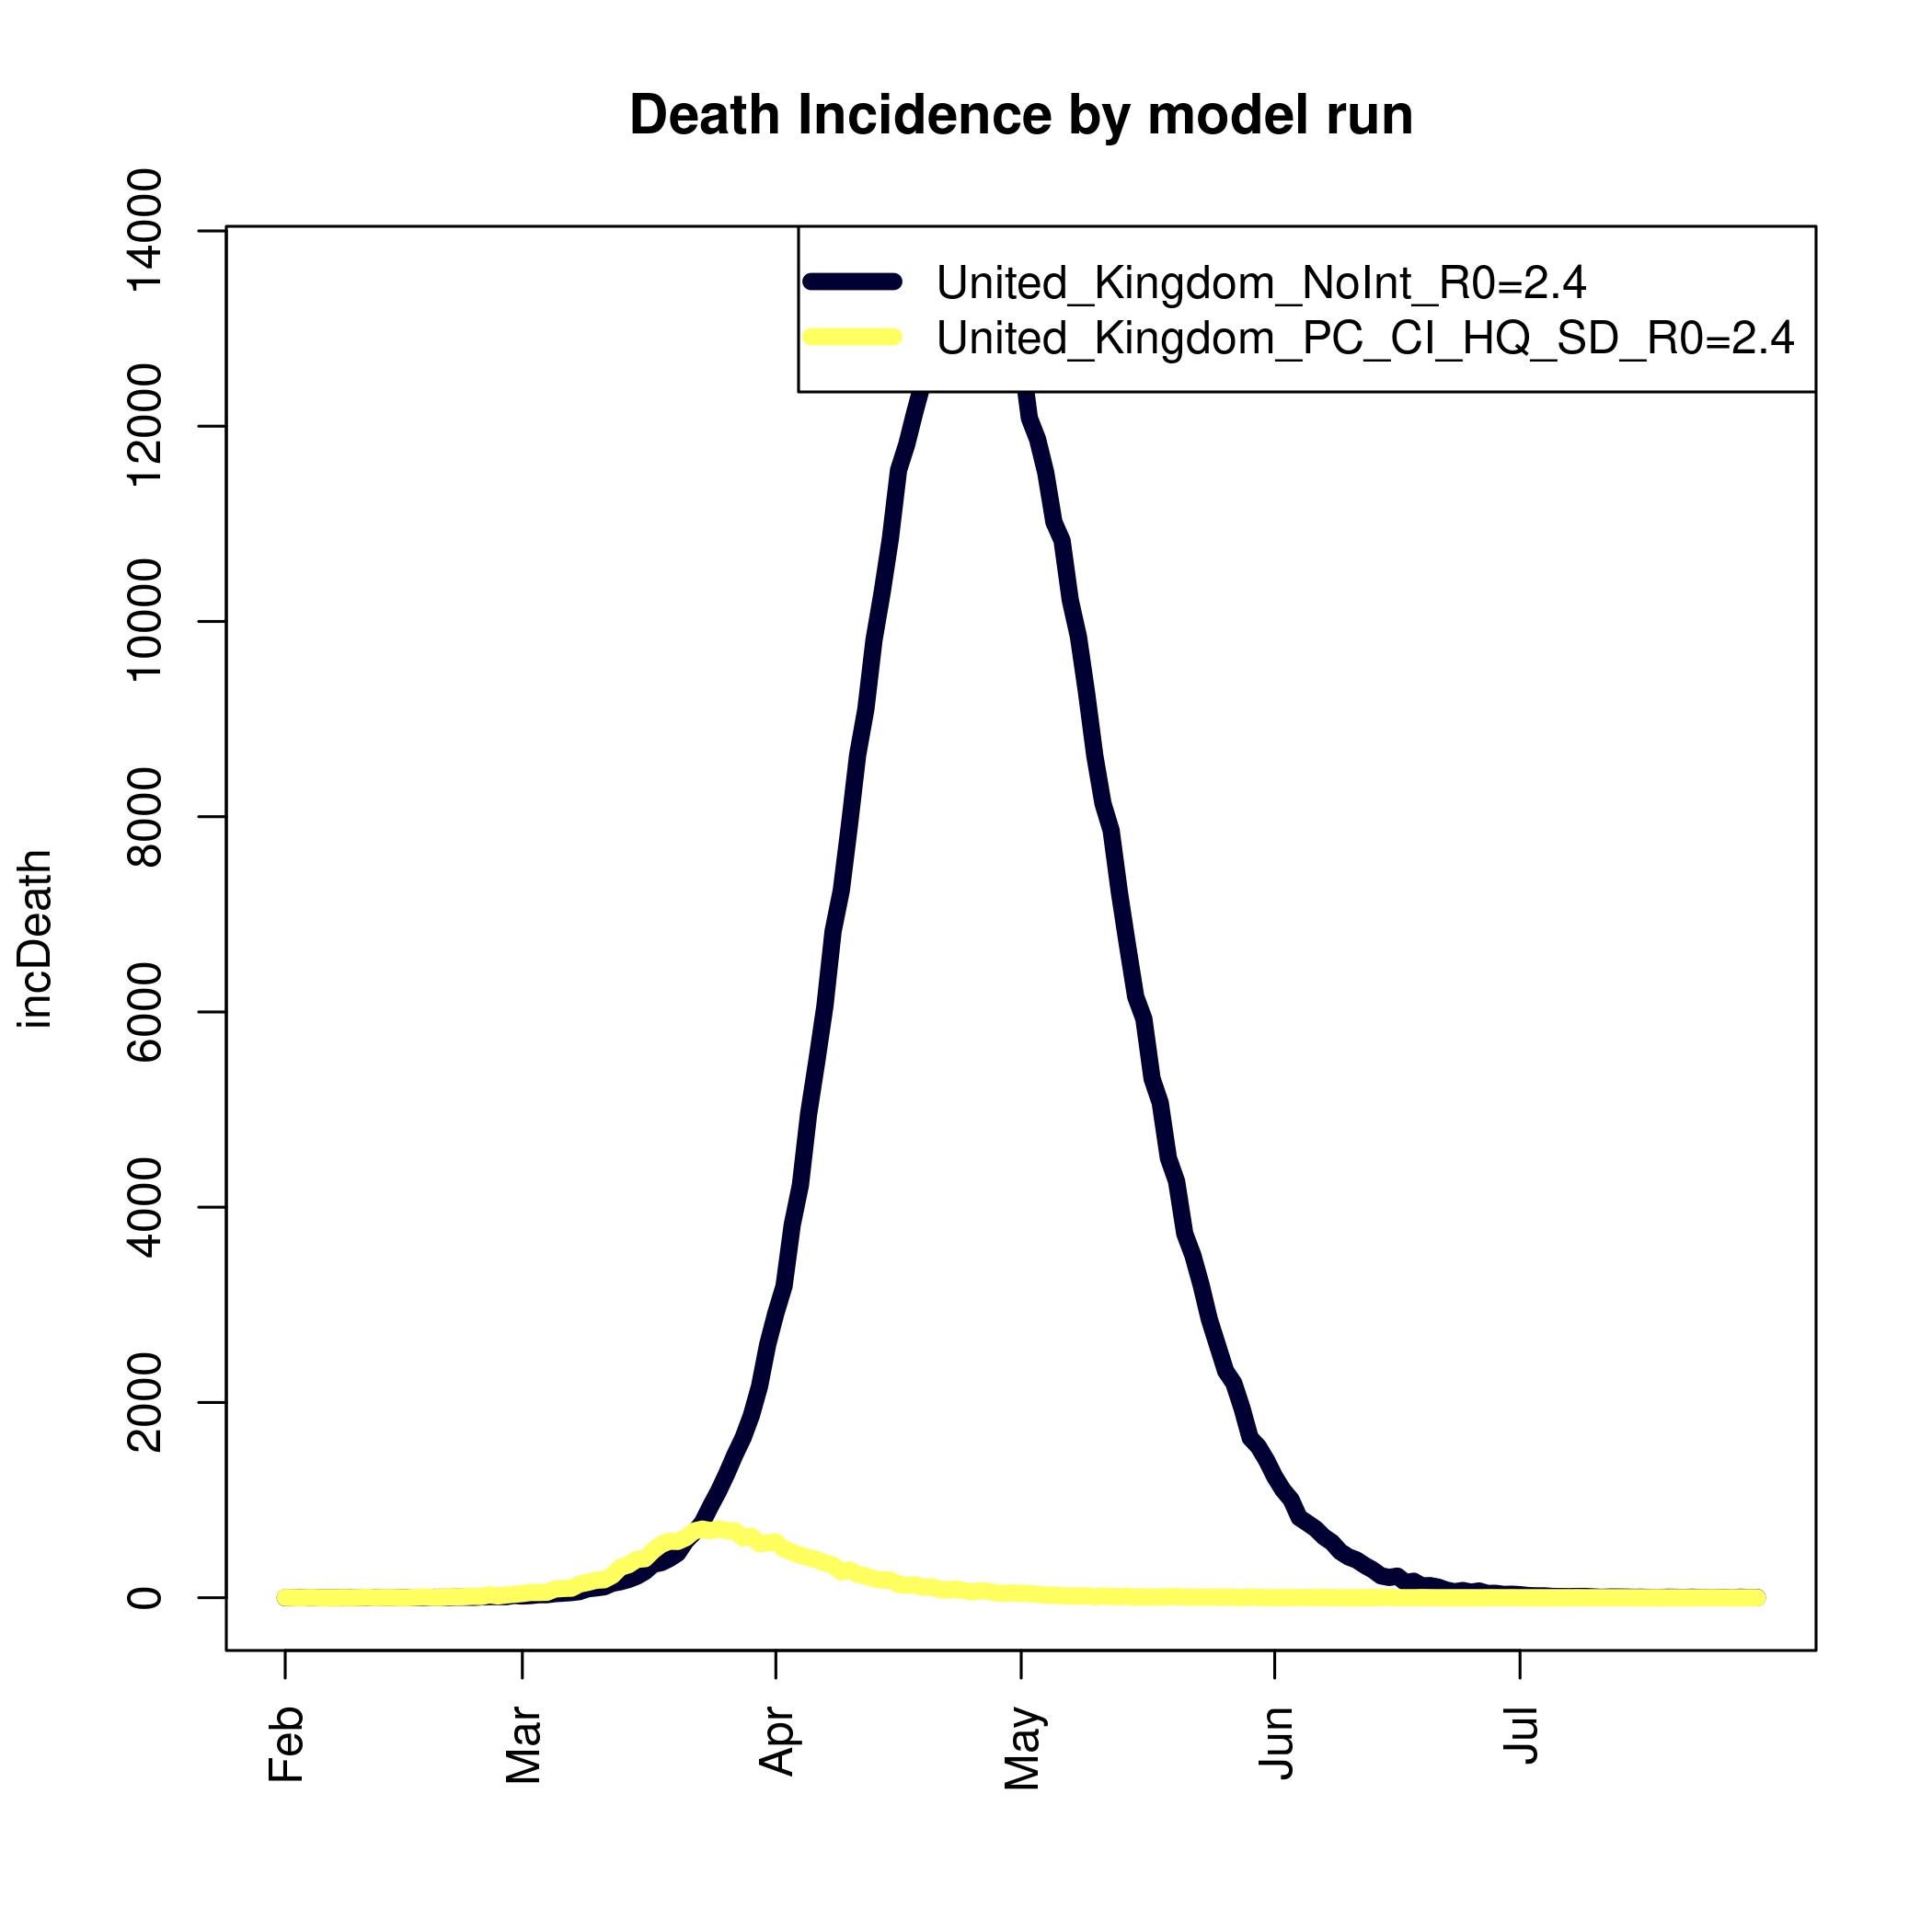 Death Incidence by model run
United_Kingdom_NoInt_R0=2.4
United_Kingdom_PC_CI_HQ_SD_R0=2.4
incDeath
14000
12000
10000
8000
6000
4000
2000
0
Feb
Mar
Apr
May
Jun
Jul